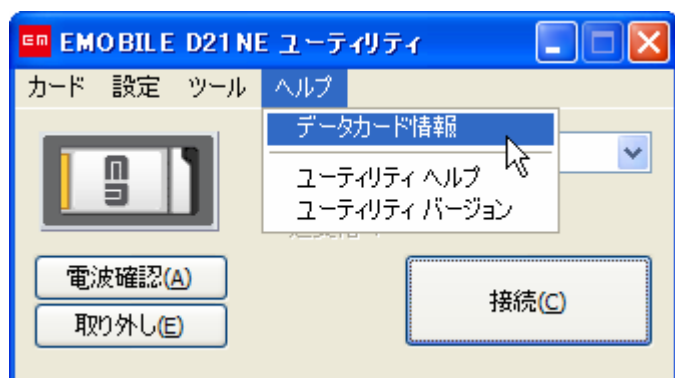 EM EMOBILE D21NE ユーティリティ
カード 設定 ツール ヘルプ
データカード情報
ユーティリティ ヘルプ
ユーティリティ バージョン
電波確認(A)
取り外し(E)
接続(C)